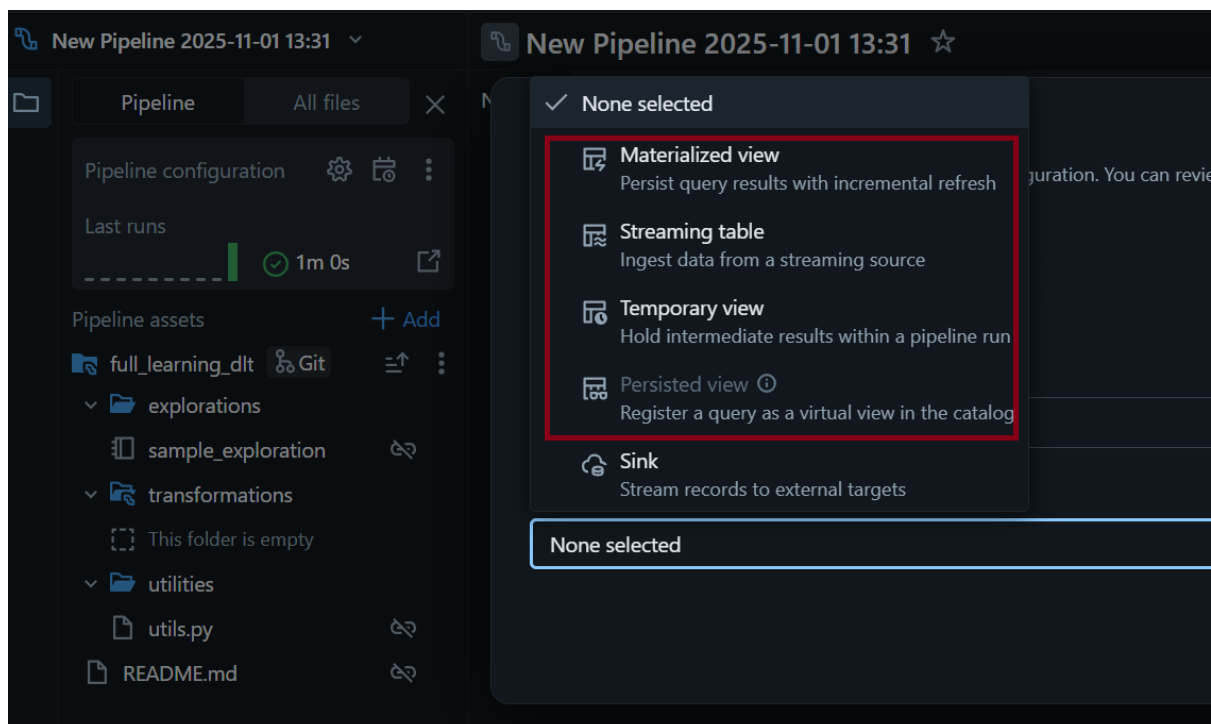 New Pipeline 2025-11-01 13:31
New Pipeline 2025-11-01 13:31
Pipeline
All files
Pipeline configuration
Last runs
1m 0s
Pipeline assets
Add
full_learning_dlt
Git
explorations
sample_exploration
transformations
This folder is empty
utilities
utils.py
README.md
None selected
Materialized view
Persist query results with incremental refresh
Streaming table
Ingest data from a streaming source
Temporary view
Hold intermediate results within a pipeline run
Persisted view
Register a query as a virtual view in the catalog
Sink
Stream records to external targets
guration. You can revie
None selected